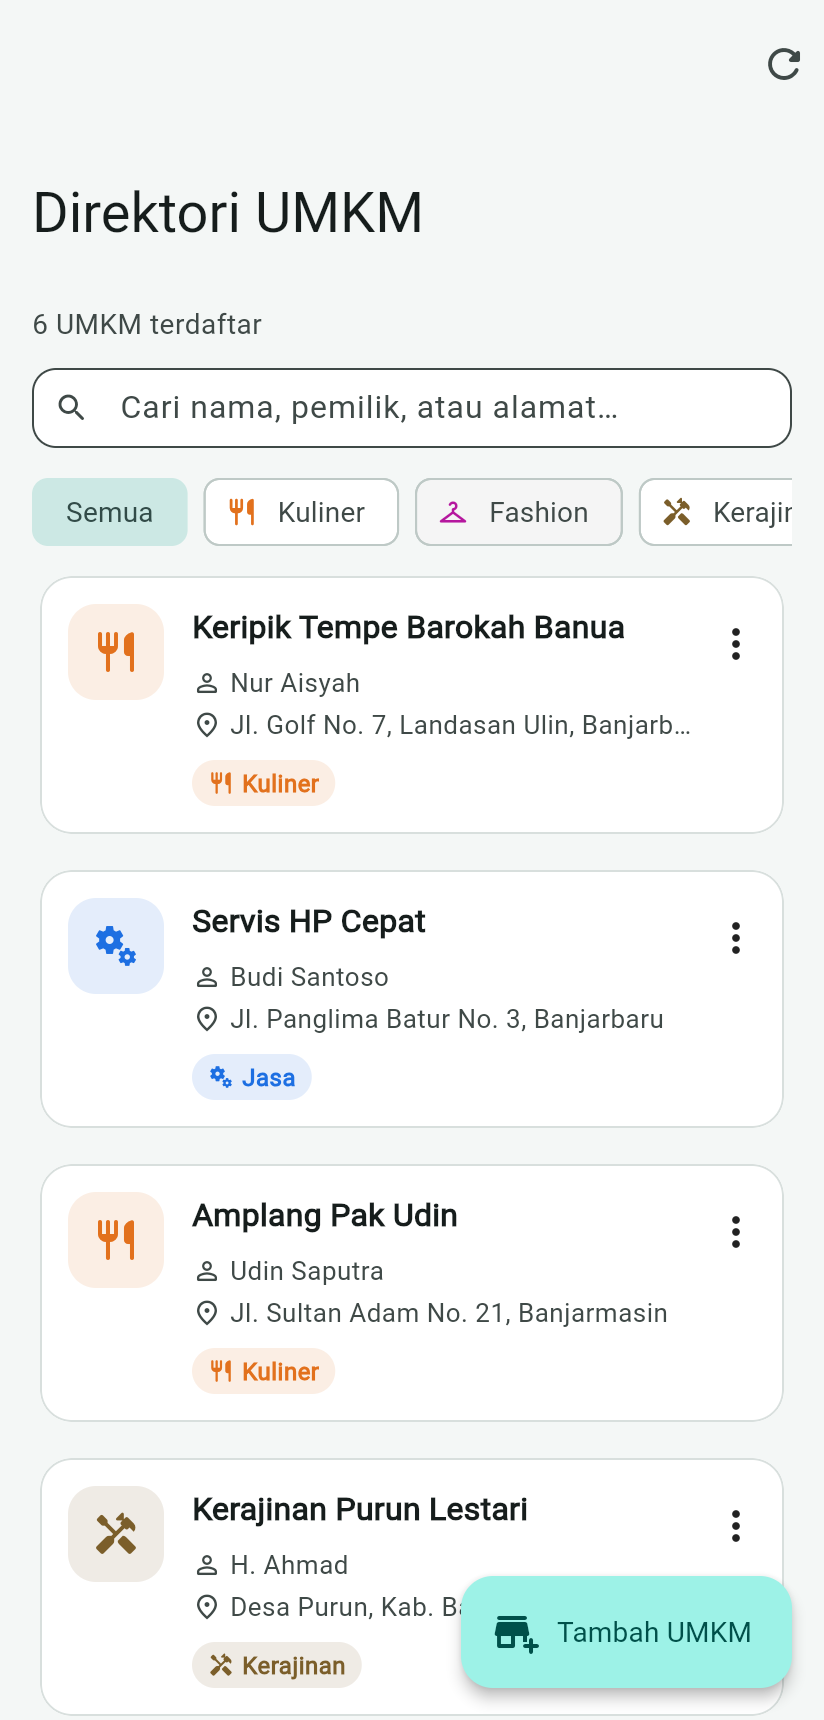 Direktori UMKM
6 UMKM terdaftar
Cari nama, pemilik, atau alamat…
Semua
Kuliner
Fashion
Kerajin
Keripik Tempe Barokah Banua
Nur Aisyah
Jl. Golf No. 7, Landasan Ulin, Banjarb…
Kuliner
Servis HP Cepat
Budi Santoso
Jl. Panglima Batur No. 3, Banjarbaru
Jasa
Amplang Pak Udin
Udin Saputra
Jl. Sultan Adam No. 21, Banjarmasin
Kuliner
Kerajinan Purun Lestari
H. Ahmad
Desa Purun, Kab.
Kerajinan
Tambah UMKM